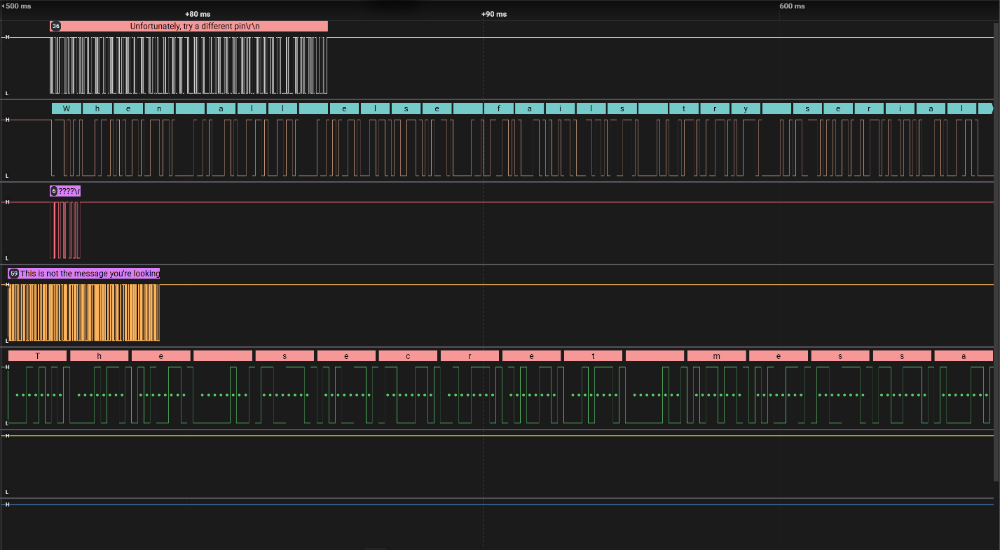 500 ms
+80 ms +90 ms 600 ms
36 Unfortunately, try a different pin\r\n
H
L
W h e n a l l e l s e f a i l s t r y s e r i a l
H
L
6 ????\r
H
L
59 This is not the message you're looking
H
L
T h e s e c r e t m e s s a
H
L
H
L
H